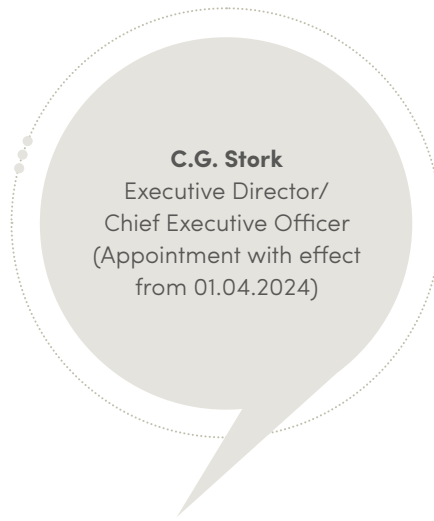 C.G. Stork
Executive Director/
Chief Executive Officer
(Appointment with effect
from 01.04.2024)